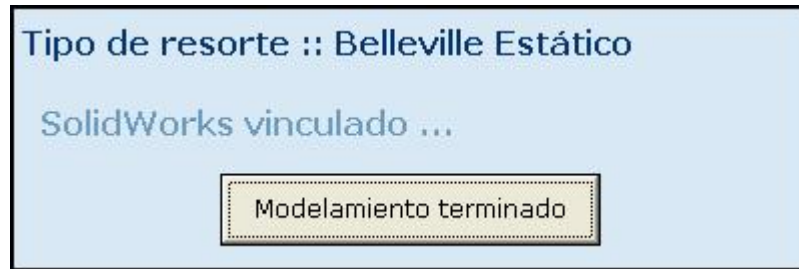 Tipo de resorte :: Belleville Estático
SolidWorks vinculado ...
Modelamiento terminado